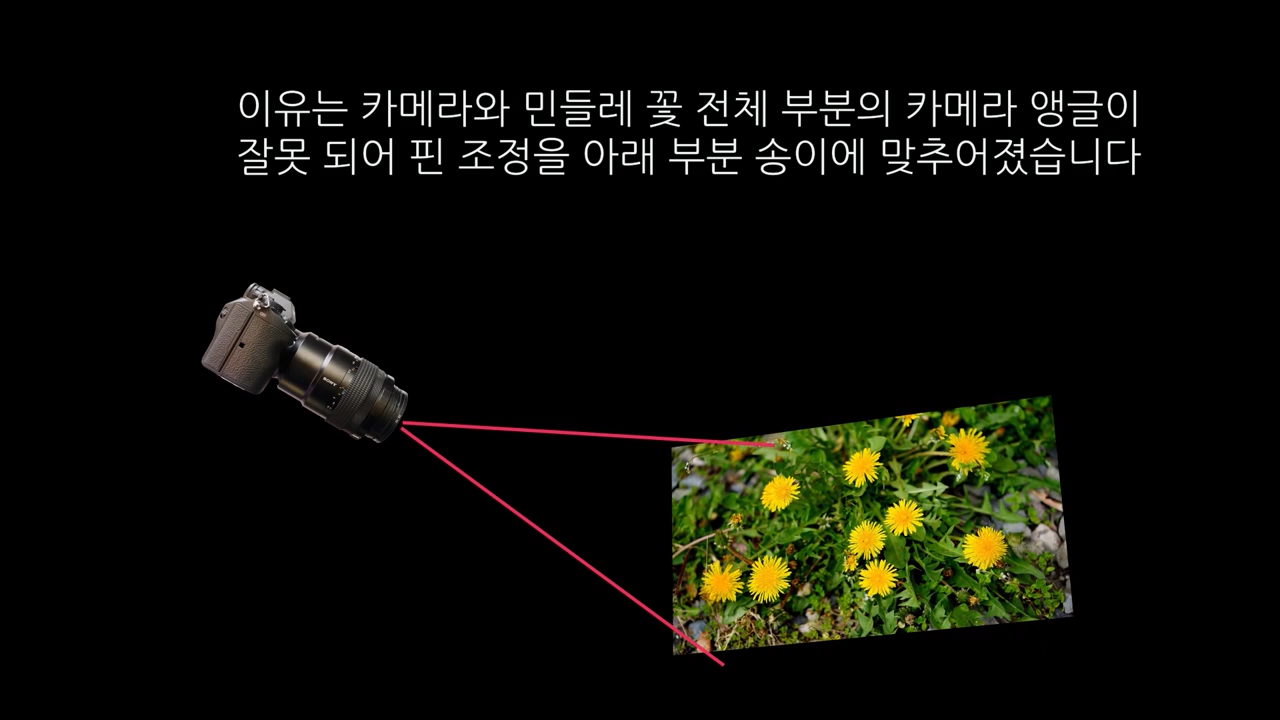 이유는 카메라와 민들레 꽃 전체 부분의 카메라 앵글이
잘못 되어 핀 조정을 아래 부분 송이에 맞추어졌습니다
SONY